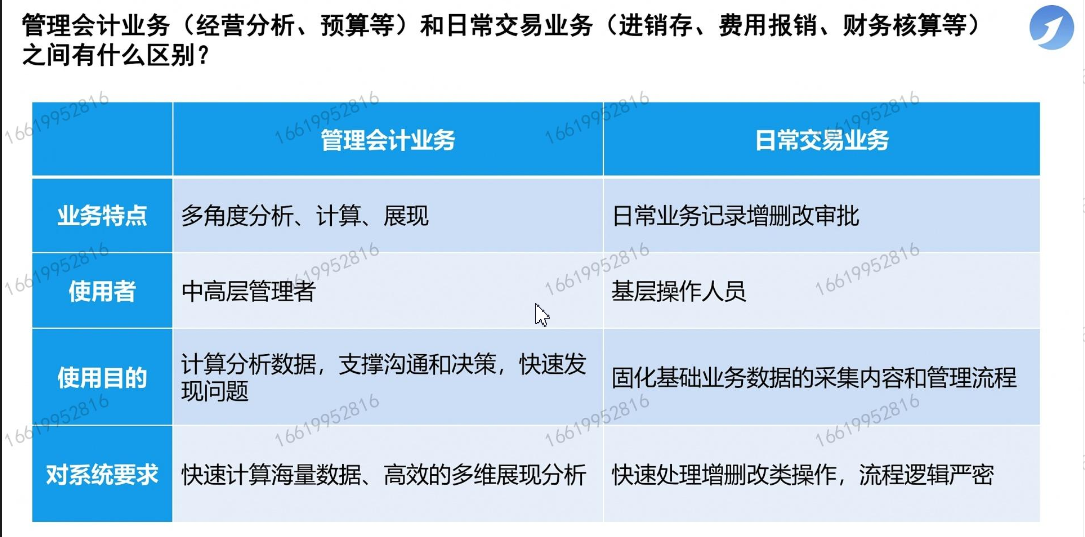 管理会计业务（经营分析、预算等）和日常交易业务（进销存、费用报销、财务核算等）
之间有什么区别？
管理会计业务
日常交易业务
业务特点
多角度分析、计算、展现
日常业务记录增删改审批
使用者
中高层管理者
基层操作人员
使用目的
计算分析数据，支撑沟通和决策，快速发
现问题
固化基础业务数据的采集内容和管理流程
对系统要求
快速计算海量数据、高效的多维展现分析
快速处理增删改类操作，流程逻辑严密
16619952816
16619952816
16619952816
16619952816
16619952816
16619952816
16619952816
16619952816
16619952816
16619952816
16619952816
16619952816